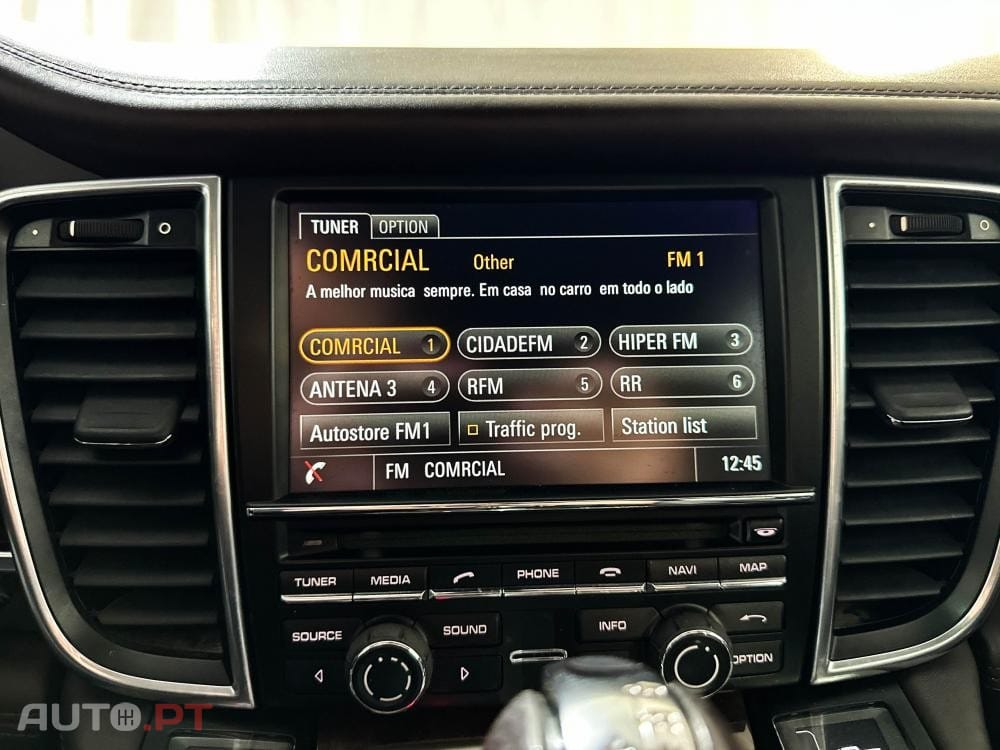 TUNER OPTION
COMRCIAL Other FM 1
A melhor musica sempre. Em casa no carro em todo o lado
COMRCIAL 1 CIDADEFM 2 HIPER FM 3
ANTENA 3 4 RFM 5 RR 6
Autostore FM1 Traffic prog. Station list
FM COMRCIAL 12:45
TUNER MEDIA PHONE NAVI MAP
SOURCE SOUND INFO
OPTION
AUTO.PT